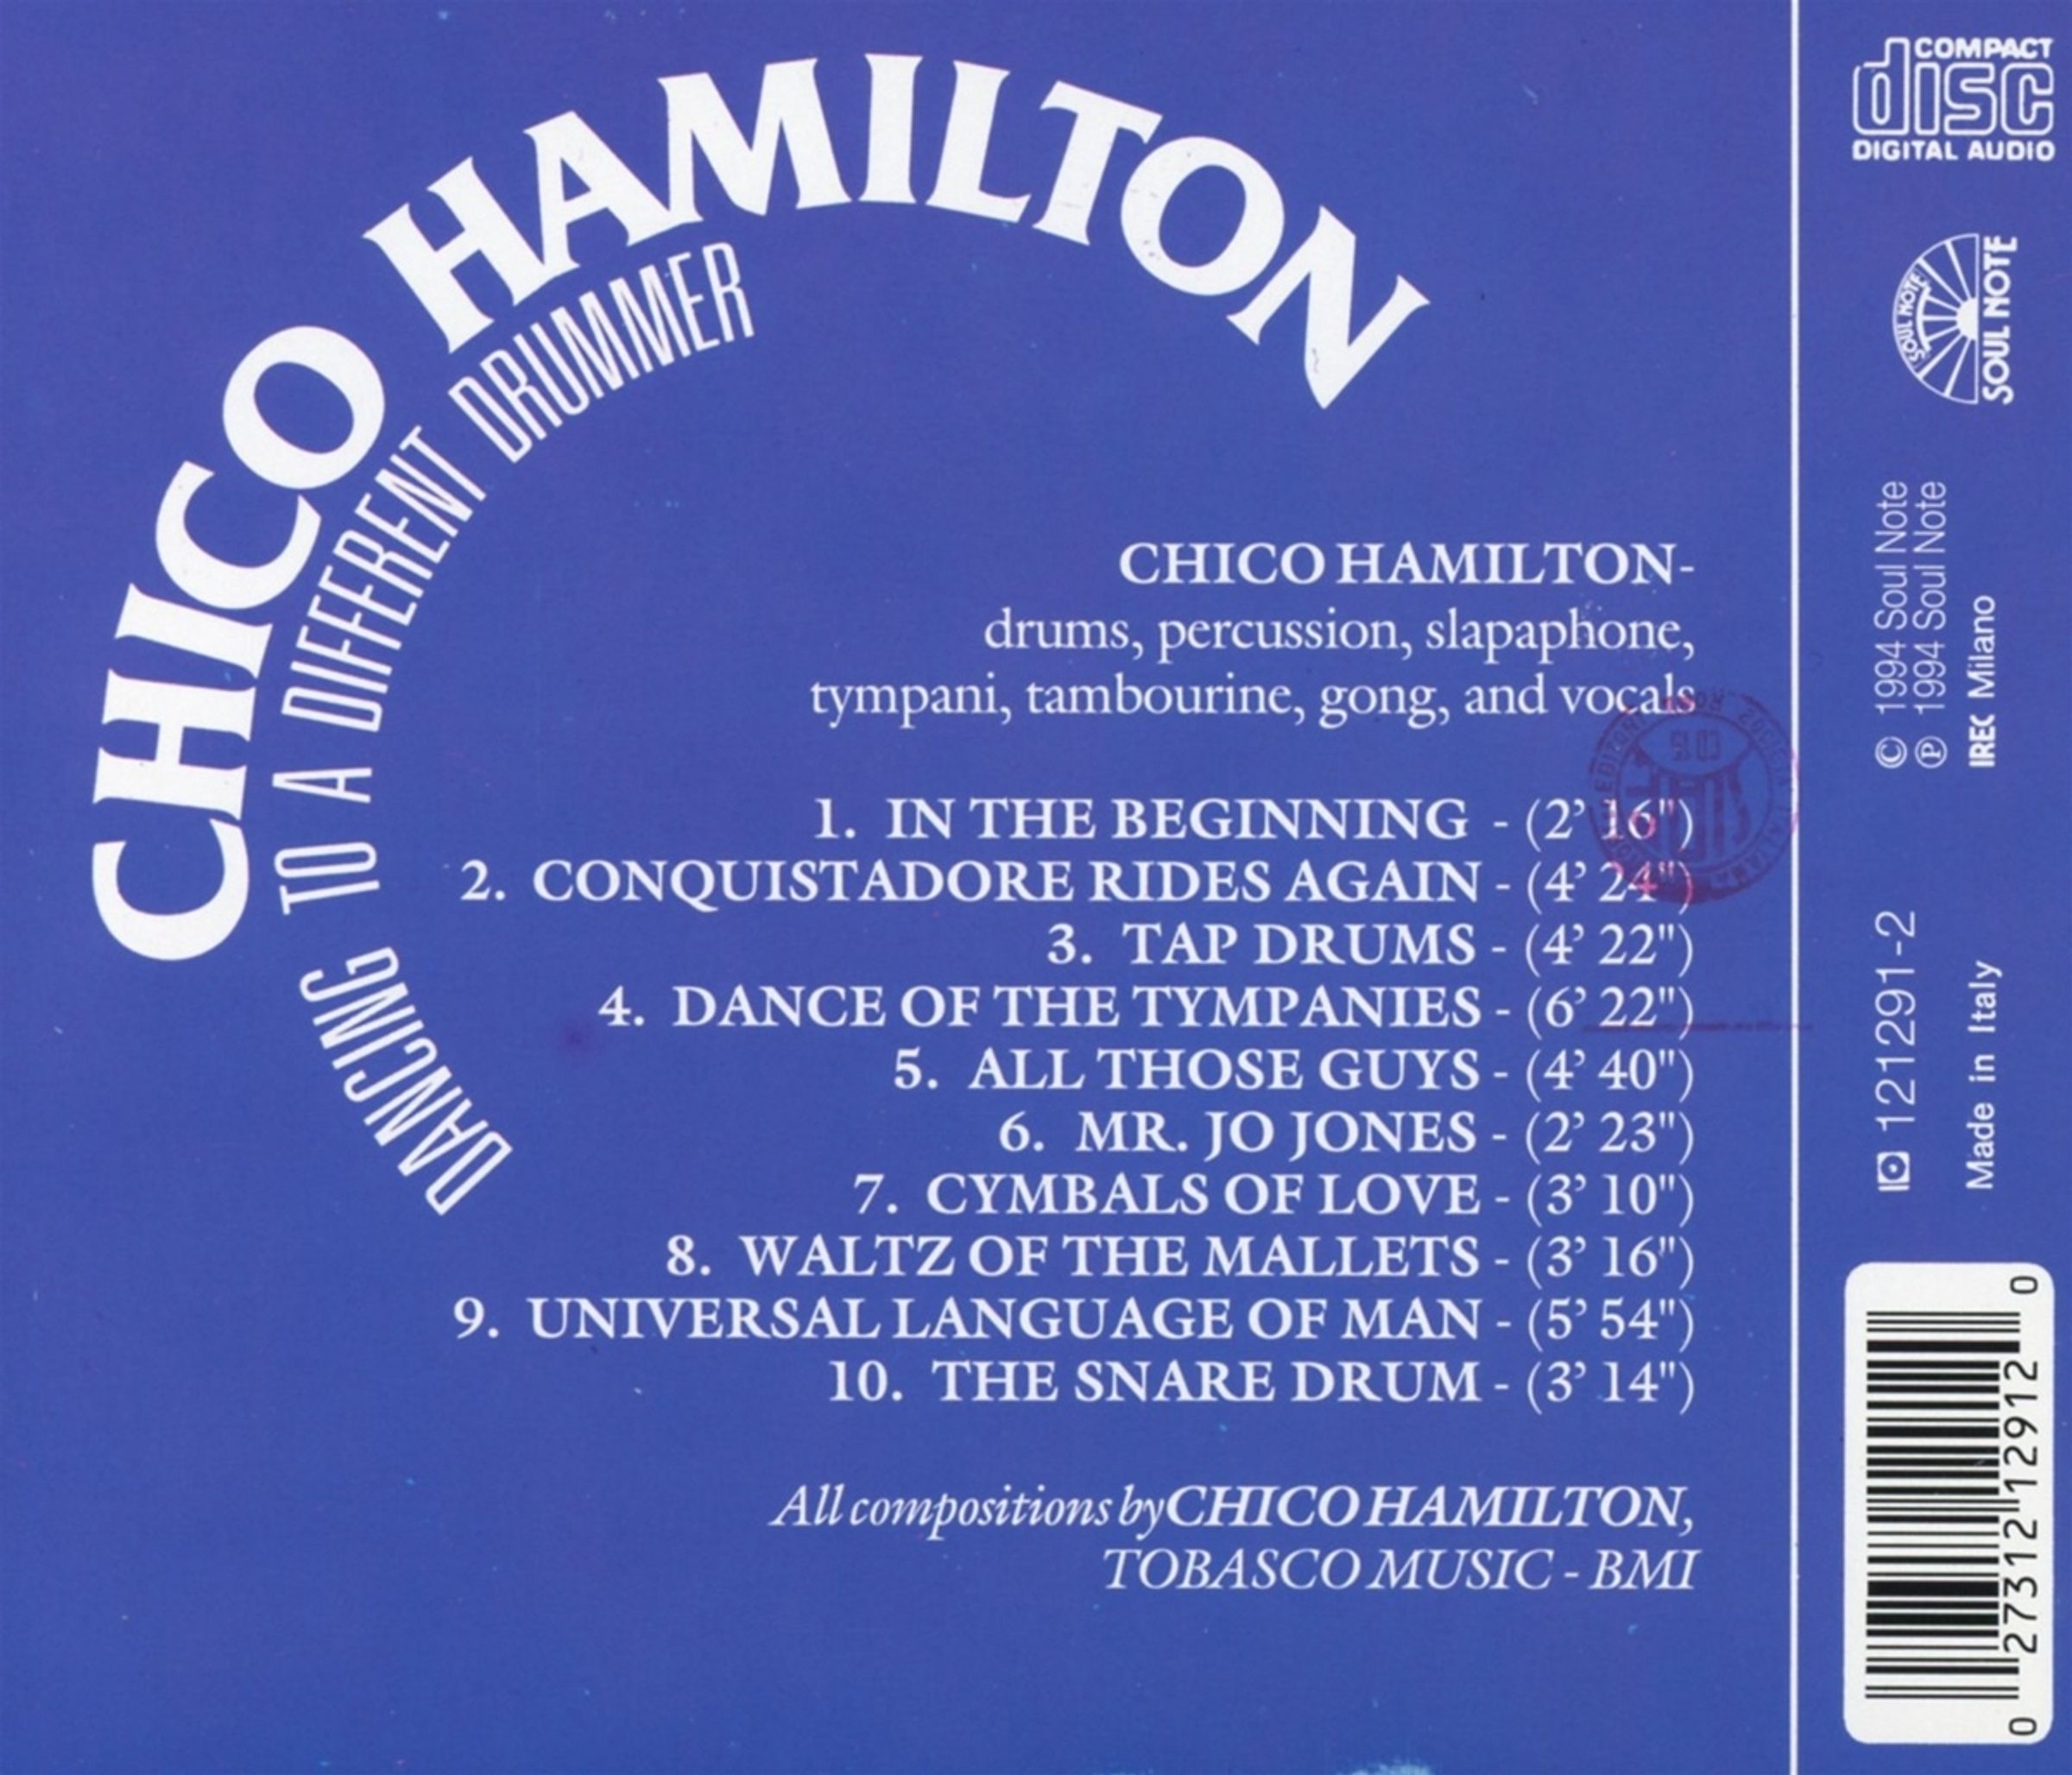 CHICO HAMILTON
DANCING TO A DIFFERENT DRUMMER
CHICO HAMILTON-
drums, percussion, slapaphone,
tympani, tambourine, gong, and vocals
1. IN THE BEGINNING - (2’ 16")
2. CONQUISTADORE RIDES AGAIN - (4’ 24")
3. TAP DRUMS - (4’ 22")
4. DANCE OF THE TYMPANIES - (6’ 22")
5. ALL THOSE GUYS - (4’ 40")
6. MR. JO JONES - (2’ 23")
7. CYMBALS OF LOVE - (3’ 10")
8. WALTZ OF THE MALLETS - (3’ 16")
9. UNIVERSAL LANGUAGE OF MAN - (5’ 54")
10. THE SNARE DRUM - (3’ 14")
All compositions by CHICO HAMILTON,
TOBASCO MUSIC - BMI
COMPACT
disc
DIGITAL AUDIO
SOUL NOTE
SOUL NOTE
© 1994 Soul Note
℗ 1994 Soul Note
IREC Milano
121291-2
Made in Italy
0 27312 12912 0
SIAE